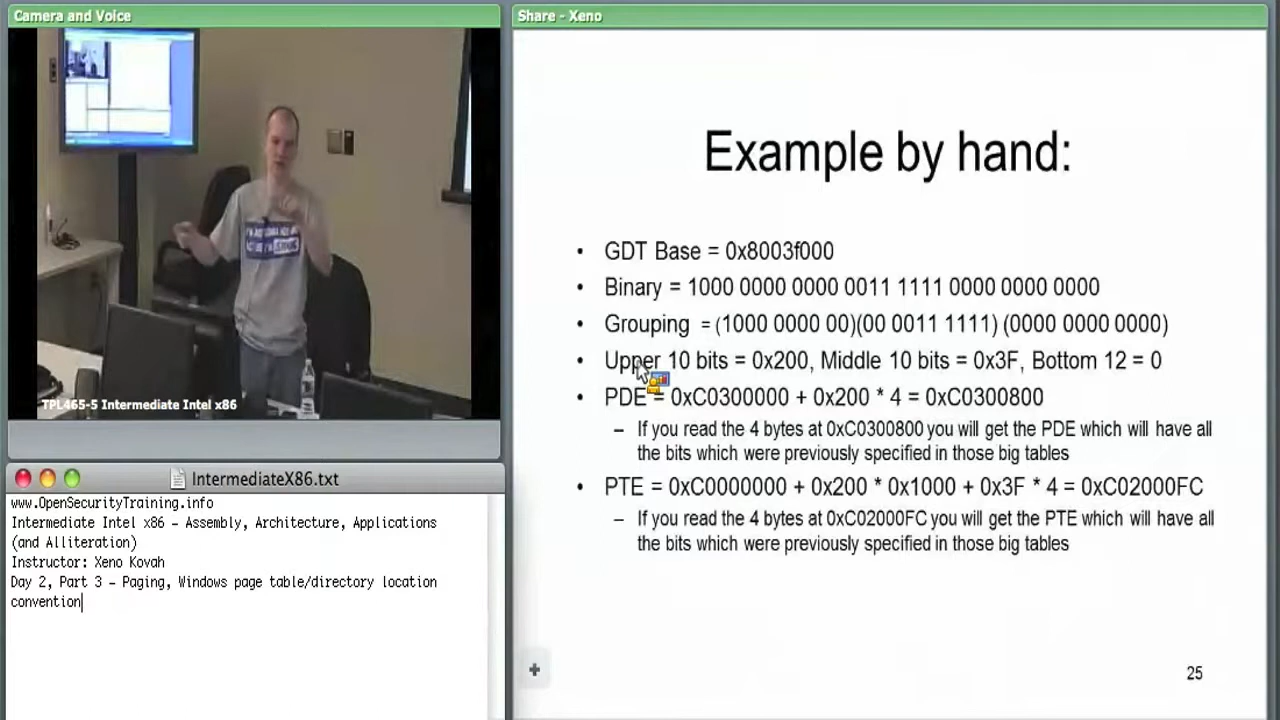 Camera and Voice
TPL465-5 Intermediate Intel x86
IntermediateX86.txt
www.OpenSecurityTraining.info
Intermediate Intel x86 – Assembly, Architecture, Applications
(and Alliteration)
Instructor: Xeno Kovah
Day 2, Part 3 – Paging, Windows page table/directory location
convention
Share - Xeno
Example by hand:
• GDT Base = 0x8003f000
• Binary = 1000 0000 0000 0011 1111 0000 0000 0000
• Grouping = (1000 0000 00)(00 0011 1111) (0000 0000 0000)
• Upper 10 bits = 0x200, Middle 10 bits = 0x3F, Bottom 12 = 0
• PDE = 0xC0300000 + 0x200 * 4 = 0xC0300800
– If you read the 4 bytes at 0xC0300800 you will get the PDE which will have all
the bits which were previously specified in those big tables
• PTE = 0xC0000000 + 0x200 * 0x1000 + 0x3F * 4 = 0xC02000FC
– If you read the 4 bytes at 0xC02000FC you will get the PTE which will have all
the bits which were previously specified in those big tables
25